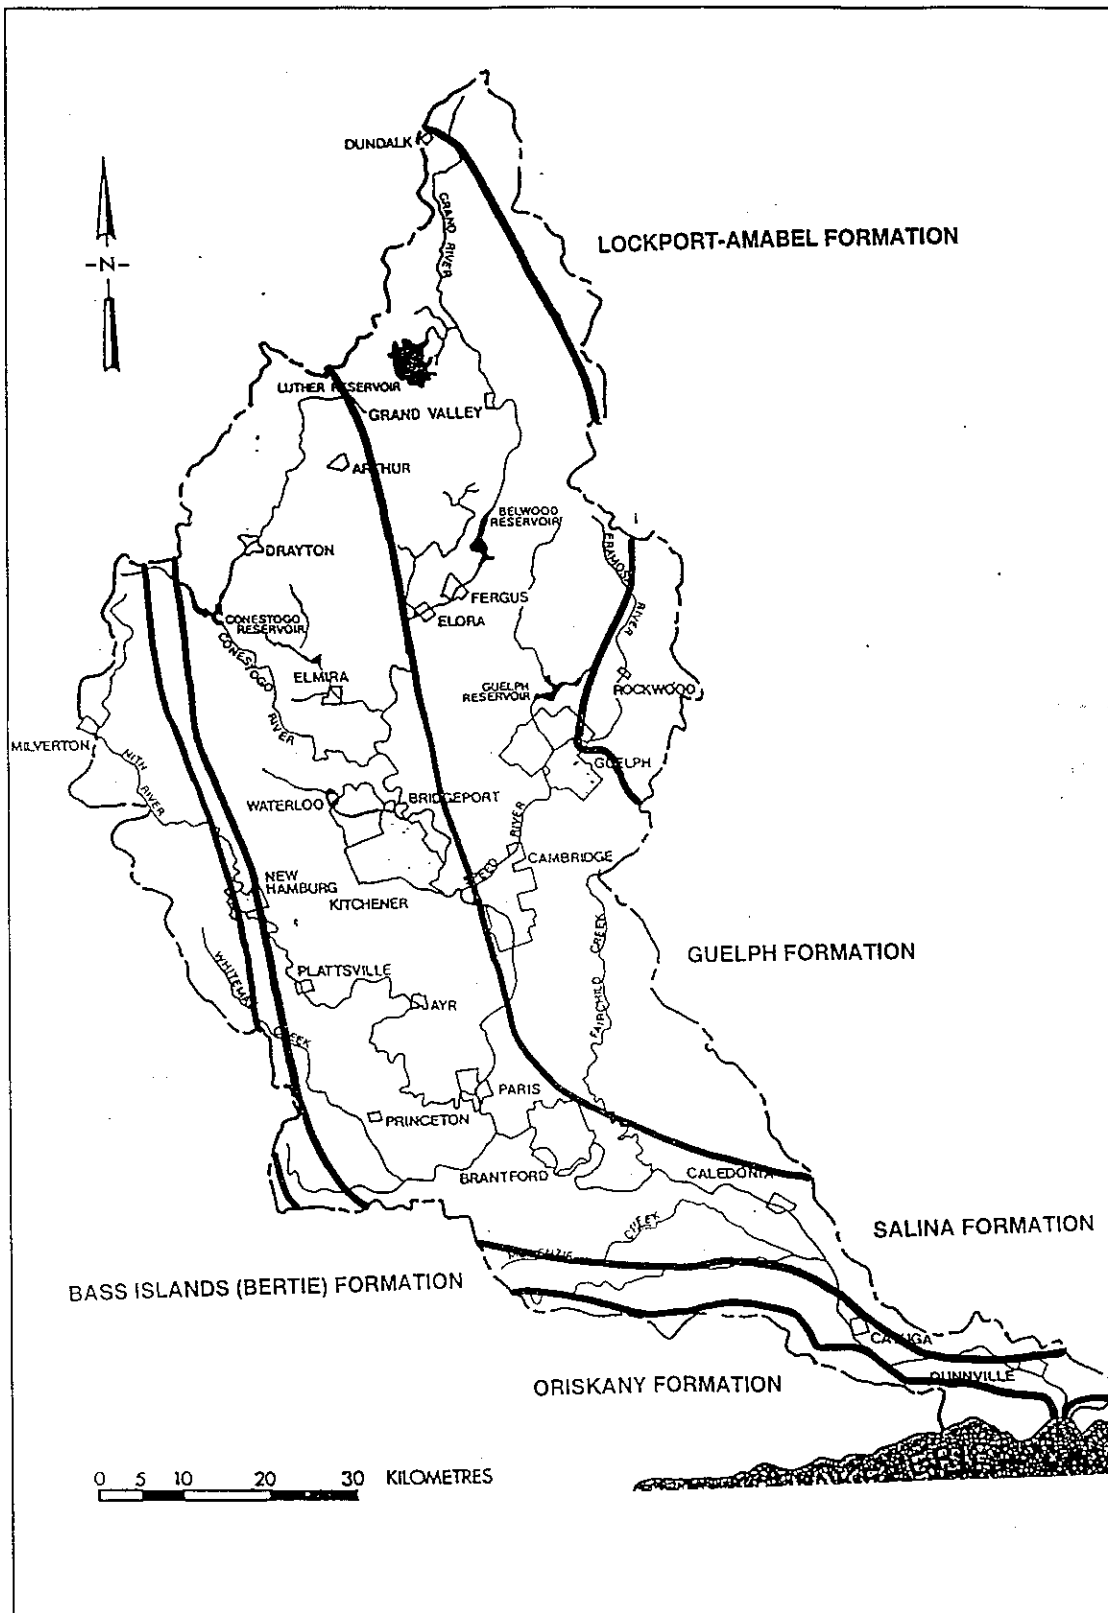 DUNDALK
GRAND RIVER
LOCKPORT-AMABEL FORMATION
-N-
LUTHER RESERVOIR
GRAND VALLEY
ARTHUR
BELWOOD
RESERVOIR
ERAMOSA
RIVER
DRAYTON
FERGUS
ELORA
CONESTOGO
RESERVOIR
CONESTOGO
RIVER
ELMIRA
GUELPH
RESERVOIR
ROCKWOOD
MILVERTON
NITH
RIVER
GUELPH
WATERLOO
BRIDGEPORT
SPEED RIVER
CAMBRIDGE
NEW
HAMBURG
KITCHENER
FAIRCHILD CREEK
GUELPH FORMATION
PLATTSVILLE
AYR
PARIS
PRINCETON
BRANTFORD
CALEDONIA
CREEK
SALINA FORMATION
BASS ISLANDS (BERTIE) FORMATION
CAYUGA
DUNNVILLE
ORISKANY FORMATION
0 5 10 20 30 KILOMETRES